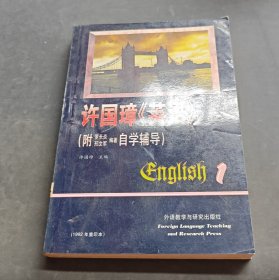 许国璋《英
(附 编著 自学辅导)
许国璋 主编
English 1
外语教学与研究出版社
Foreign Language Teaching
and Research Press
(1992年重印本)